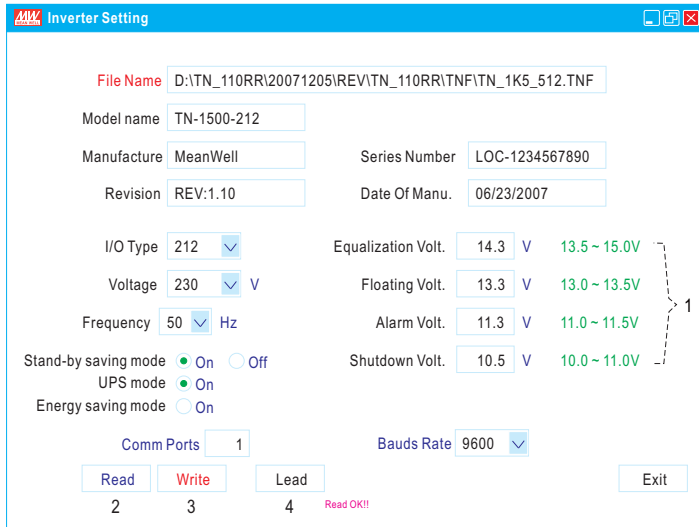 MW MEAN WELL Inverter Setting
File Name D:\TN_110RR\20071205\REV\TN_110RR\TNF\TN_1K5_512.TNF
Model name TN-1500-212
Manufacture MeanWell Series Number LOC-1234567890
Revision REV:1.10 Date Of Manu. 06/23/2007
I/O Type 212 Equalization Volt. 14.3 V 13.5 ~ 15.0V
Voltage 230 V Floating Volt. 13.3 V 13.0 ~ 13.5V
1
Frequency 50 Hz Alarm Volt. 11.3 V 11.0 ~ 11.5V
Stand-by saving mode On Off Shutdown Volt. 10.5 V 10.0 ~ 11.0V
UPS mode On
Energy saving mode On
Comm Ports 1 Bauds Rate 9600
Read Write Lead Exit
2 3 4 Read OK!!